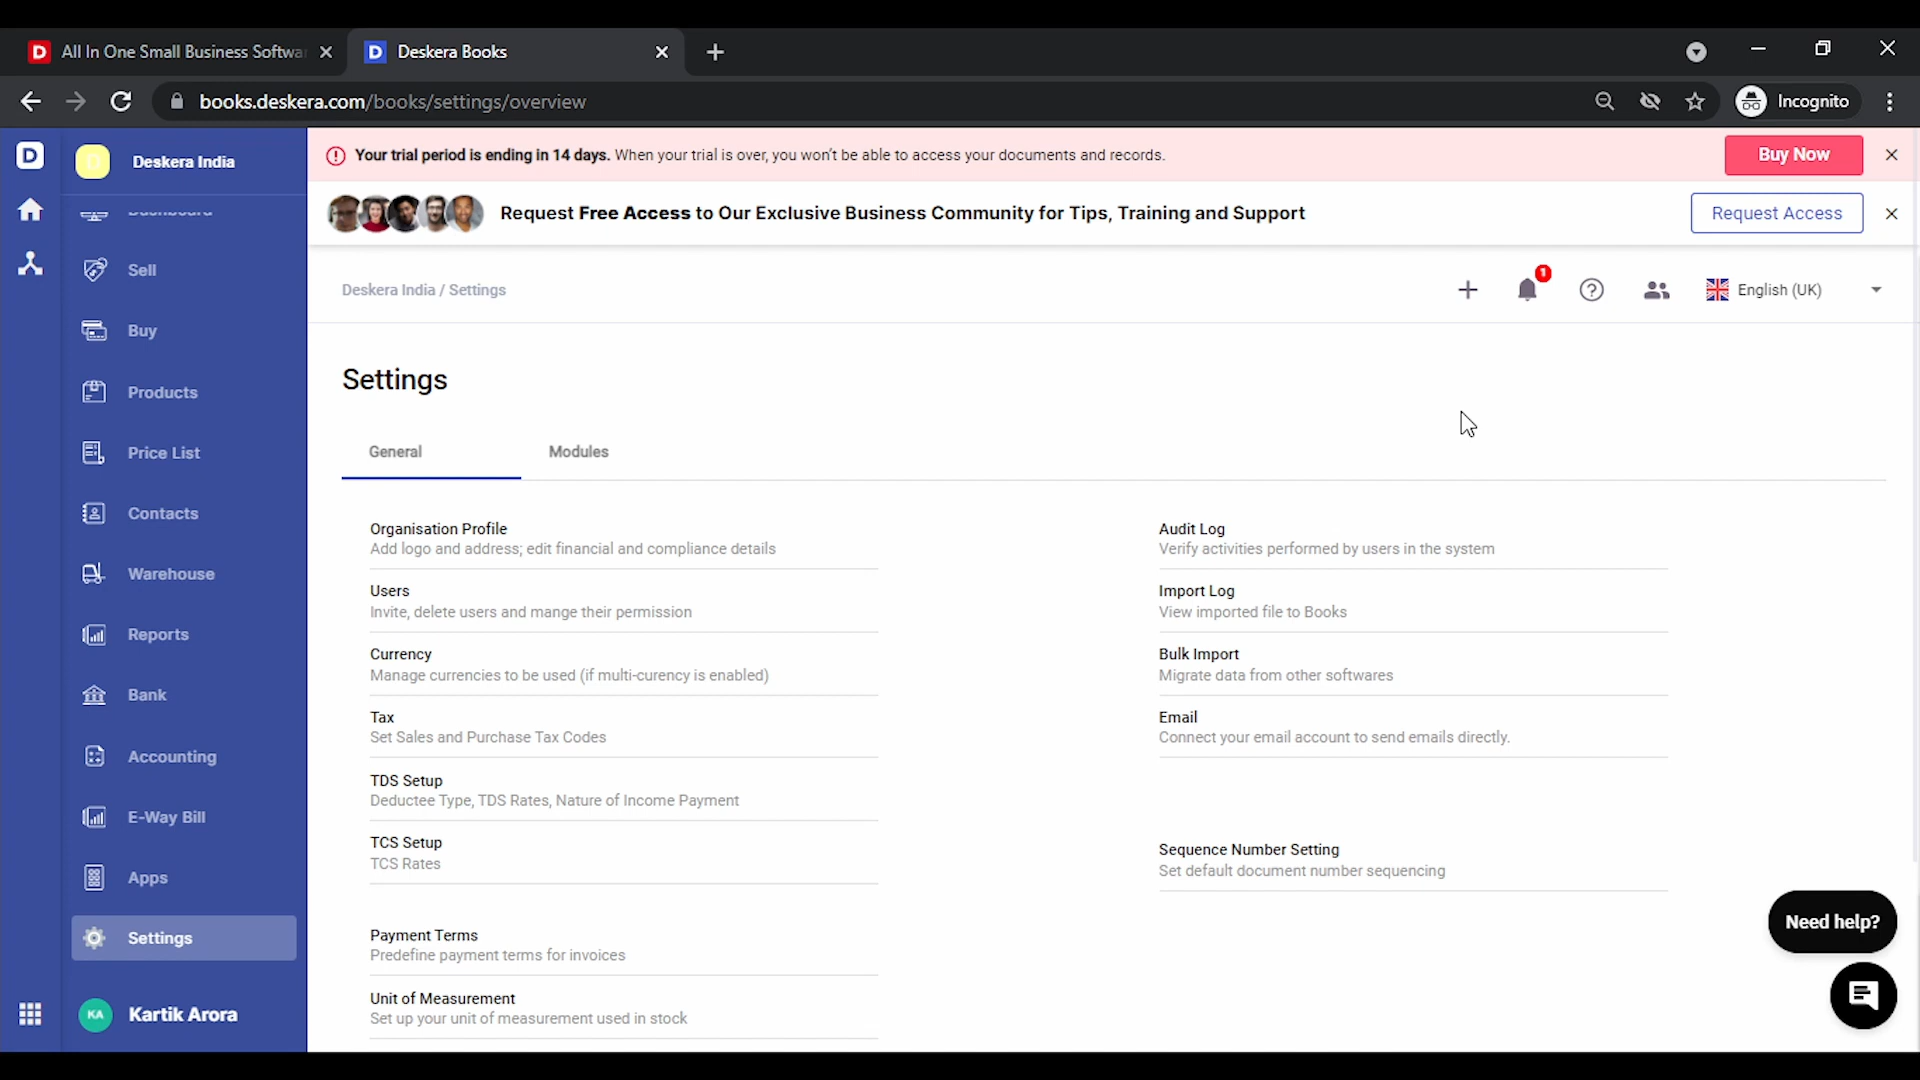 D All In One Small Business Softwa
D Deskera Books
books.deskera.com/books/settings/overview
Incognito
D
Deskera India
Dashboard
Sell
Buy
Products
Price List
Contacts
Warehouse
Reports
Bank
Accounting
E-Way Bill
Apps
Settings
KA Kartik Arora
Your trial period is ending in 14 days. When your trial is over, you won't be able to access your documents and records.
Buy Now
Request Free Access to Our Exclusive Business Community for Tips, Training and Support
Request Access
Deskera India / Settings
1
English (UK)
Settings
General
Modules
Organisation Profile
Add logo and address; edit financial and compliance details
Users
Invite, delete users and mange their permission
Currency
Manage currencies to be used (if multi-curency is enabled)
Tax
Set Sales and Purchase Tax Codes
TDS Setup
Deductee Type, TDS Rates, Nature of Income Payment
TCS Setup
TCS Rates
Payment Terms
Predefine payment terms for invoices
Unit of Measurement
Set up your unit of measurement used in stock
Audit Log
Verify activities performed by users in the system
Import Log
View imported file to Books
Bulk Import
Migrate data from other softwares
Email
Connect your email account to send emails directly.
Sequence Number Setting
Set default document number sequencing
Need help?